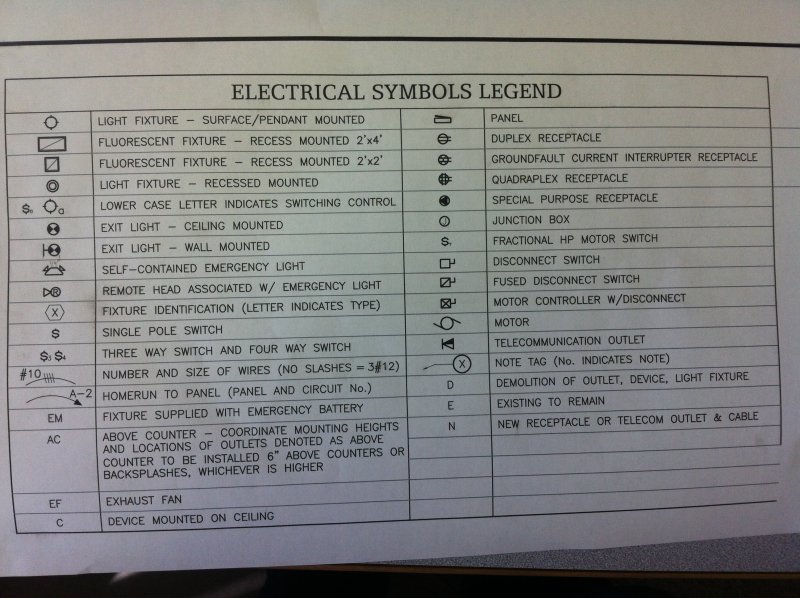 ELECTRICAL SYMBOLS LEGEND
LIGHT FIXTURE – SURFACE/PENDANT MOUNTED
FLUORESCENT FIXTURE – RECESS MOUNTED 2'x4'
FLUORESCENT FIXTURE – RECESS MOUNTED 2'x2'
LIGHT FIXTURE – RECESSED MOUNTED
$a a LOWER CASE LETTER INDICATES SWITCHING CONTROL
EXIT LIGHT – CEILING MOUNTED
EXIT LIGHT – WALL MOUNTED
SELF-CONTAINED EMERGENCY LIGHT
R REMOTE HEAD ASSOCIATED W/ EMERGENCY LIGHT
X FIXTURE IDENTIFICATION (LETTER INDICATES TYPE)
$ SINGLE POLE SWITCH
$3 $4 THREE WAY SWITCH AND FOUR WAY SWITCH
#10 NUMBER AND SIZE OF WIRES (NO SLASHES = 3#12)
A-2 HOMERUN TO PANEL (PANEL AND CIRCUIT No.)
EM FIXTURE SUPPLIED WITH EMERGENCY BATTERY
AC ABOVE COUNTER – COORDINATE MOUNTING HEIGHTS
AND LOCATIONS OF OUTLETS DENOTED AS ABOVE
COUNTER TO BE INSTALLED 6" ABOVE COUNTERS OR
BACKSPLASHES, WHICHEVER IS HIGHER
EF EXHAUST FAN
C DEVICE MOUNTED ON CEILING
PANEL
DUPLEX RECEPTACLE
GROUNDFAULT CURRENT INTERRUPTER RECEPTACLE
QUADRAPLEX RECEPTACLE
SPECIAL PURPOSE RECEPTACLE
J JUNCTION BOX
$ FRACTIONAL HP MOTOR SWITCH
DISCONNECT SWITCH
FUSED DISCONNECT SWITCH
MOTOR CONTROLLER W/DISCONNECT
MOTOR
TELECOMMUNICATION OUTLET
X NOTE TAG (No. INDICATES NOTE)
D DEMOLITION OF OUTLET, DEVICE, LIGHT FIXTURE
E EXISTING TO REMAIN
N NEW RECEPTACLE OR TELECOM OUTLET & CABLE